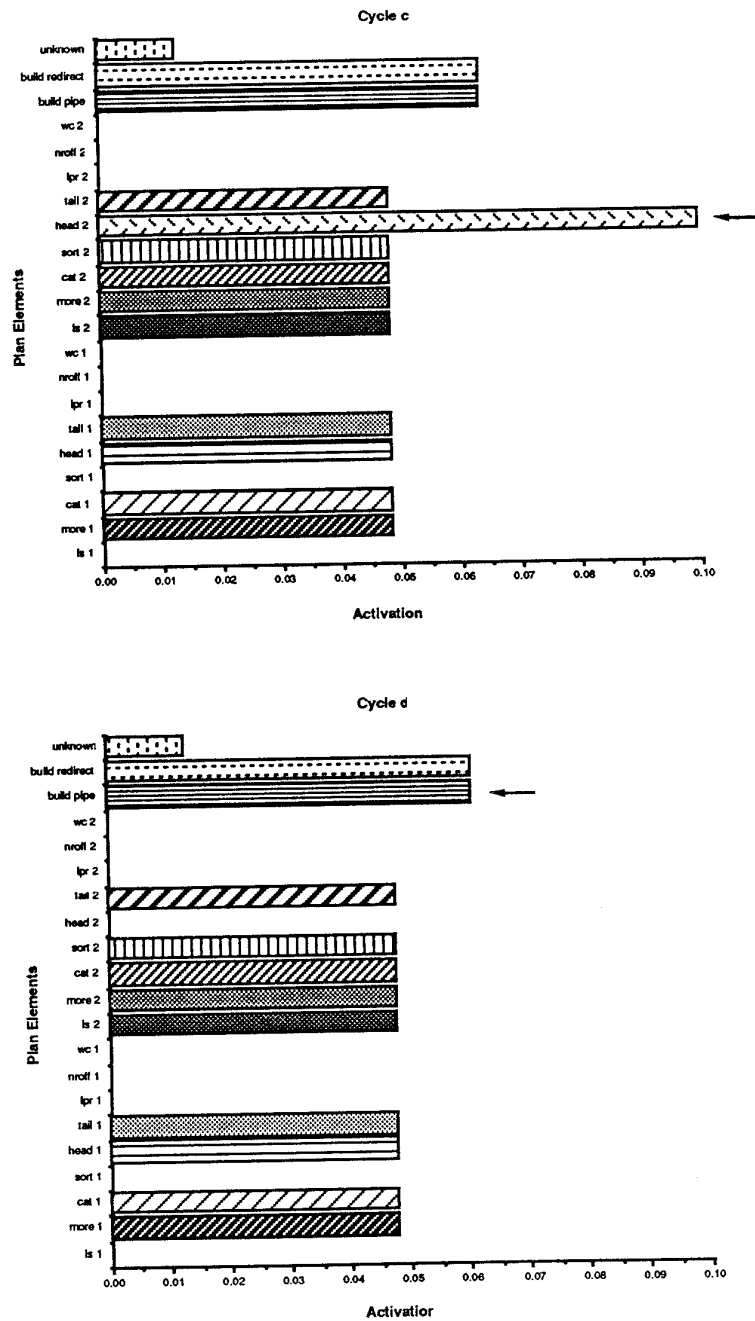 Cycle c
unknown
build redirect
build pipe
wc 2
nroff 2
lpr 2
tail 2
head 2
sort 2
cat 2
more 2
ls 2
wc 1
nroff 1
lpr 1
tail 1
head 1
sort 1
cat 1
more 1
ls 1
Plan Elements
0.00 0.01 0.02 0.03 0.04 0.05 0.06 0.07 0.08 0.09 0.10
Activation
Cycle d
unknown
build redirect
build pipe
wc 2
nroff 2
lpr 2
tail 2
head 2
sort 2
cat 2
more 2
ls 2
wc 1
nroff 1
lpr 1
tail 1
head 1
sort 1
cat 1
more 1
ls 1
Plan Elements
0.00 0.01 0.02 0.03 0.04 0.05 0.06 0.07 0.08 0.09 0.10
Activatior